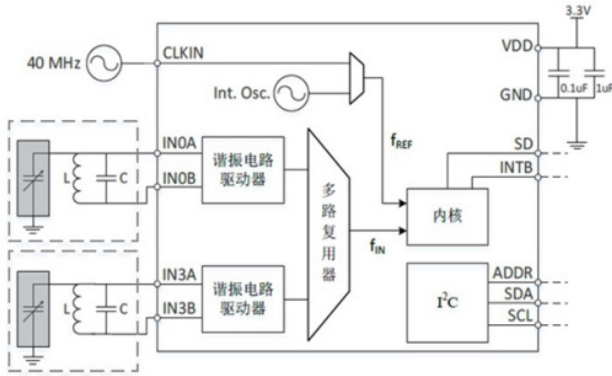 3.3V
CLKIN
VDD
40 MHz
Int. Osc.
0.1uF
1uF
GND
fREF
SD
INTB
L
C
IN0A
IN0B
谐振电路
驱动器
多路复用器
内核
fIN
L
C
IN3A
IN3B
谐振电路
驱动器
I²C
ADDR
SDA
SCL